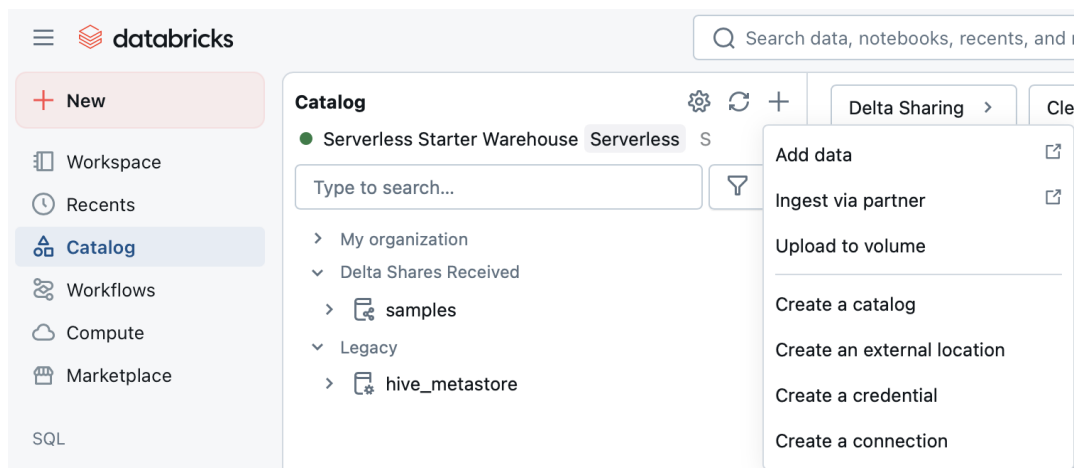 databricks
Search data, notebooks, recents, and
New
Workspace
Recents
Catalog
Workflows
Compute
Marketplace
SQL
Catalog
Serverless Starter Warehouse Serverless S
Type to search...
My organization
Delta Shares Received
samples
Legacy
hive_metastore
Delta Sharing
Cle
Add data
Ingest via partner
Upload to volume
Create a catalog
Create an external location
Create a credential
Create a connection